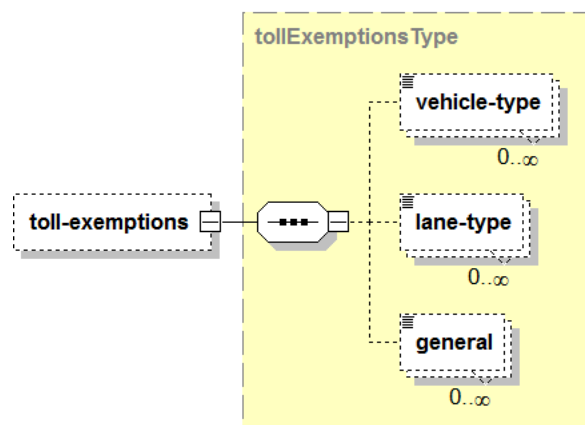 tollExemptionsType
vehicle-type
0..∞
toll-exemptions
lane-type
0..∞
general
0..∞